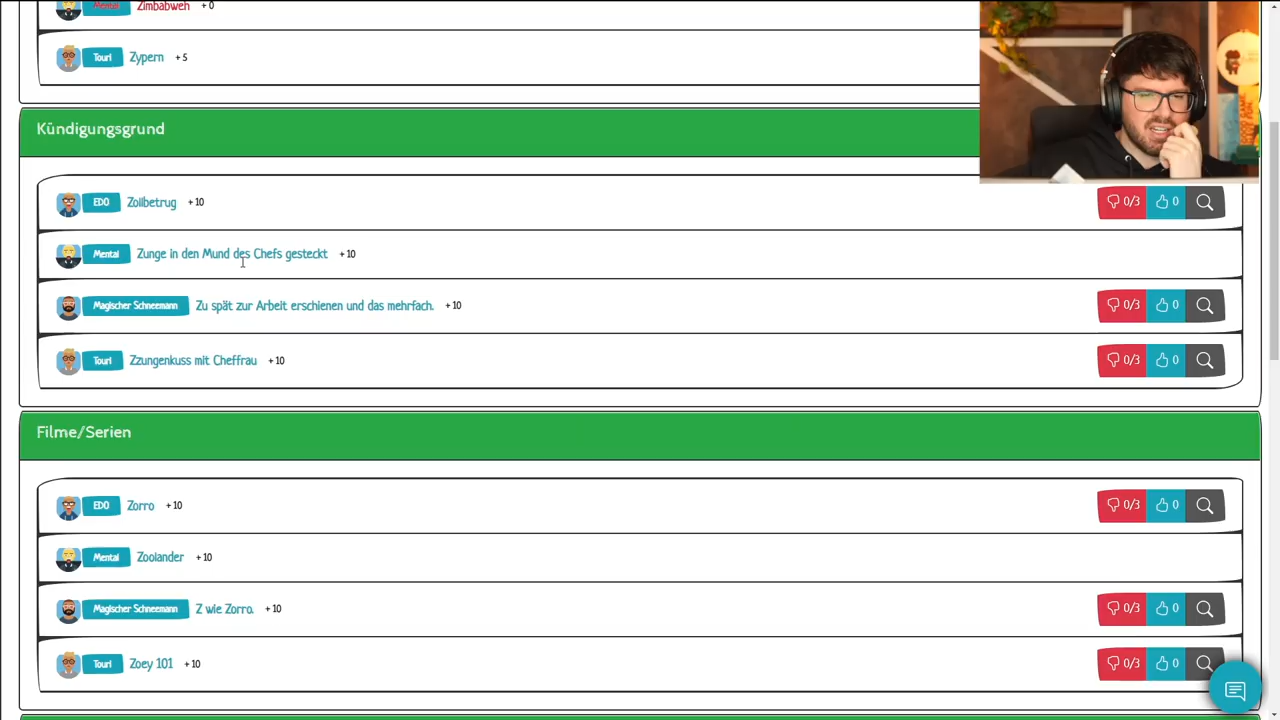 Mental Zimbabweh + 0
Touri Zypern + 5
Kündigungsgrund
EDO Zollbetrug + 10 0/3 0
Mental Zunge in den Mund des Chefs gesteckt + 10
Magischer Schneemann Zu spät zur Arbeit erschienen und das mehrfach. + 10 0/3 0
Touri Zzungenkuss mit Cheffrau + 10 0/3 0
Filme/Serien
EDO Zorro + 10 0/3 0
Mental Zoolander + 10
Magischer Schneemann Z wie Zorro. + 10 0/3 0
Touri Zoey 101 + 10 0/3 0